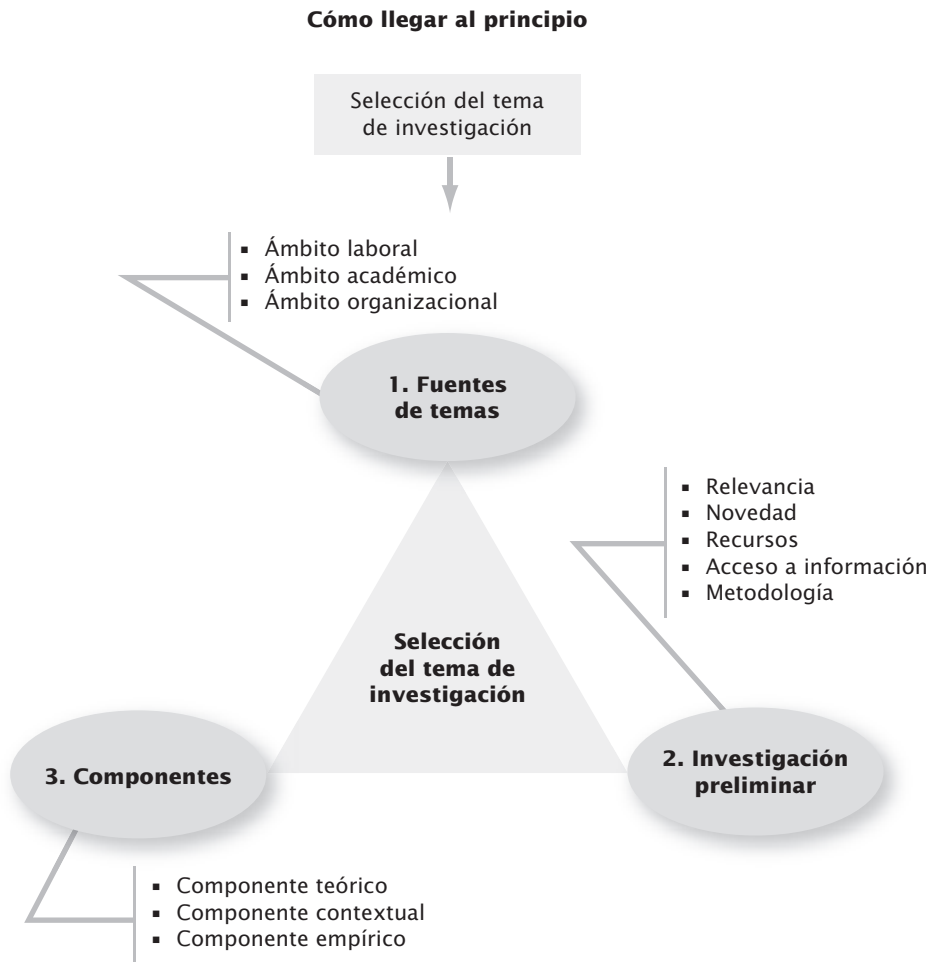 Cómo llegar al principio
Selección del tema
de investigación
▪ Ámbito laboral
▪ Ámbito académico
▪ Ámbito organizacional
1. Fuentes
de temas
▪ Relevancia
▪ Novedad
▪ Recursos
▪ Acceso a información
▪ Metodología
Selección
del tema de
investigación
2. Investigación
preliminar
3. Componentes
▪ Componente teórico
▪ Componente contextual
▪ Componente empírico